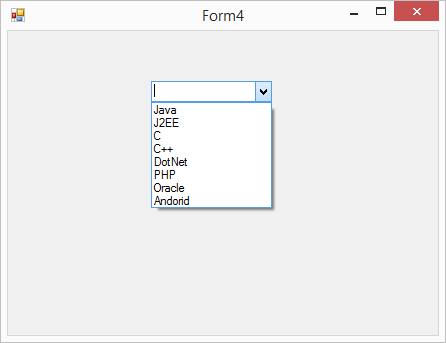 Form4
Java
J2EE
C
C++
DotNet
PHP
Oracle
Andorid